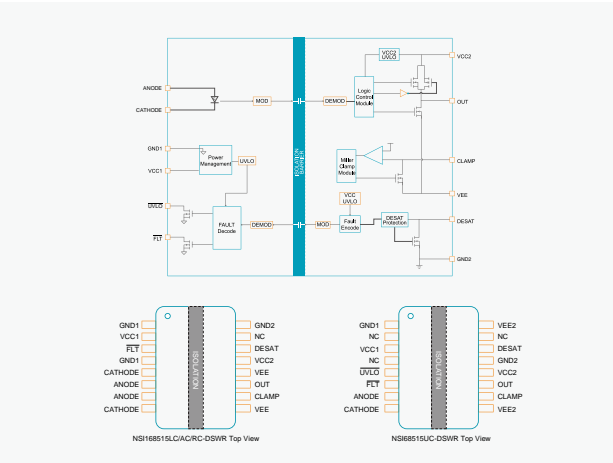 VCC2
UVLO
VCC2
ANODE
CATHODE
MOD
DEMOD
Logic
Control
Module
OUT
ISOLATION
BARRIER
GND1
VCC1
Power
Management
UVLO
Miller
Clamp
Module
CLAMP
VEE
VCC
UVLO
UVLO
FLT
FAULT
Decode
DEMOD
MOD
Fault
Encode
DESAT
Protection
DESAT
GND2
GND1
VCC1
FLT
GND1
CATHODE
ANODE
ANODE
CATHODE
ISOLATION
GND2
NC
DESAT
VCC2
VEE
OUT
CLAMP
VEE
NSI168515LC/AC/RC-DSWR Top View
GND1
NC
VCC1
NC
UVLO
FLT
ANODE
CATHODE
ISOLATION
VEE2
NC
DESAT
GND2
VCC2
OUT
CLAMP
VEE2
NSI68515UC-DSWR Top View